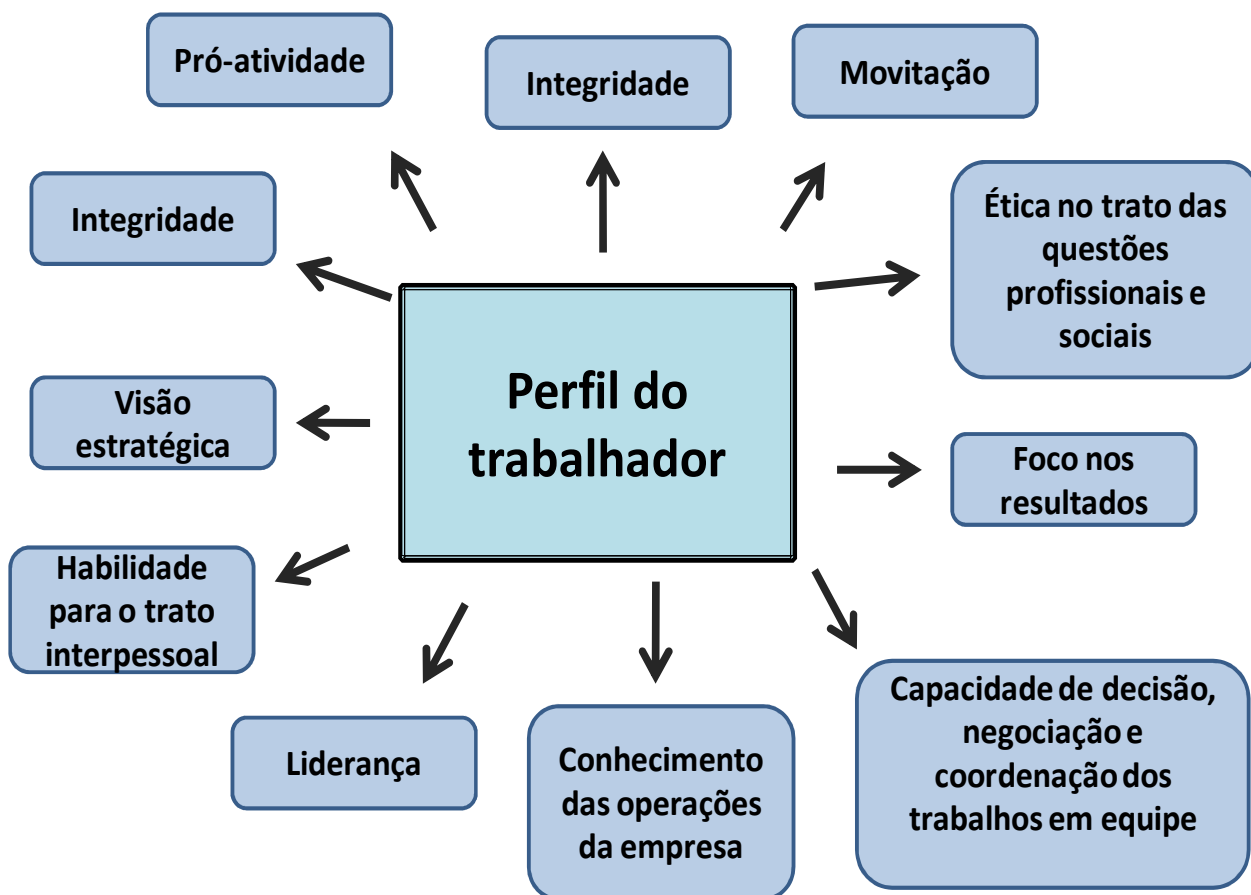 Pró-atividade
Integridade
Movitação
Integridade
Ética no trato das
questões
profissionais e
sociais
Perfil do
trabalhador
Visão
estratégica
Foco nos
resultados
Habilidade
para o trato
interpessoal
Liderança
Conhecimento
das operações
da empresa
Capacidade de decisão,
negociação e
coordenação dos
trabalhos em equipe